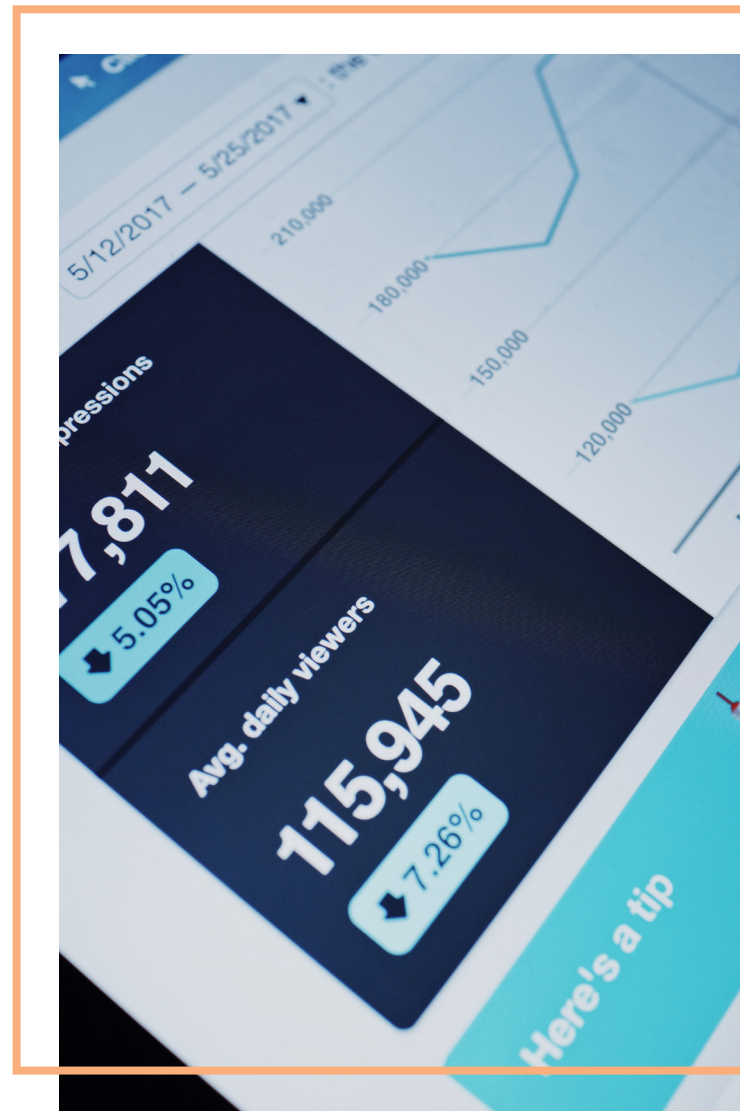 5/12/2017 — 5/25/2017
210,000
180,000
150,000
120,000
pressions
7,811
5.05%
Avg. daily viewers
115,945
7.26%
Here's a tip